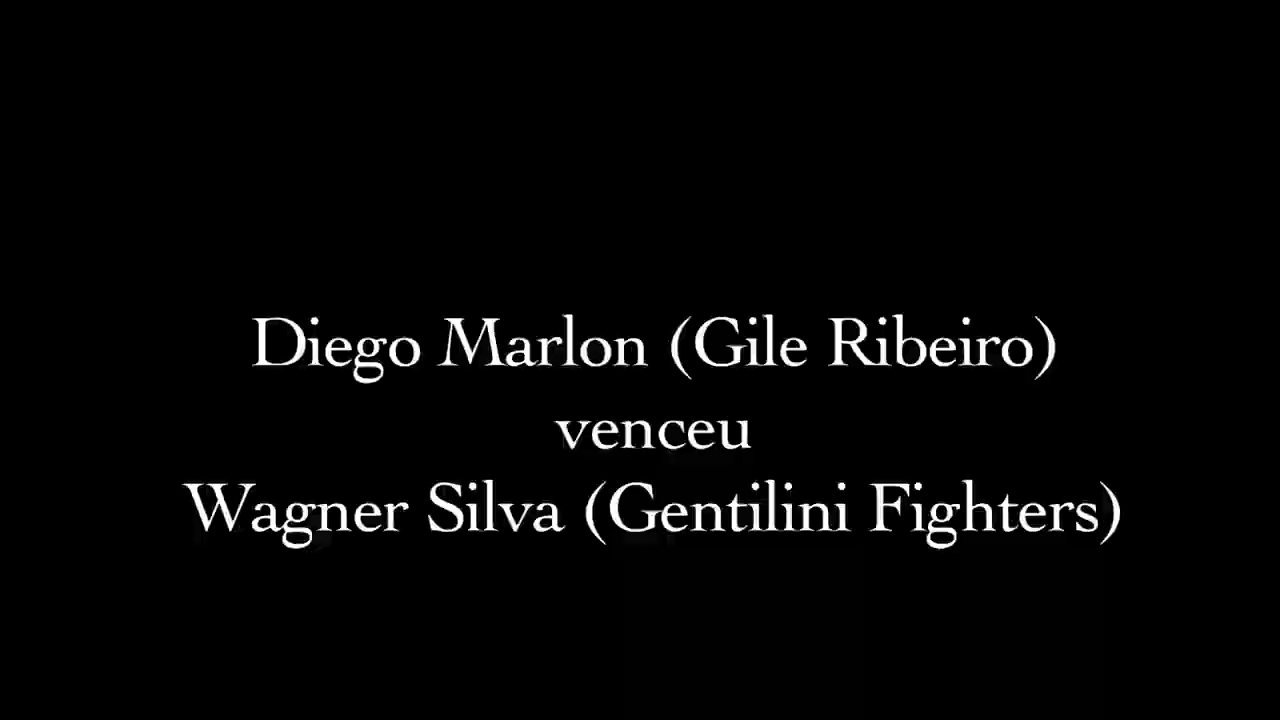 Diego Marlon (Gile Ribeiro)
venceu
Wagner Silva (Gentilini Fighters)